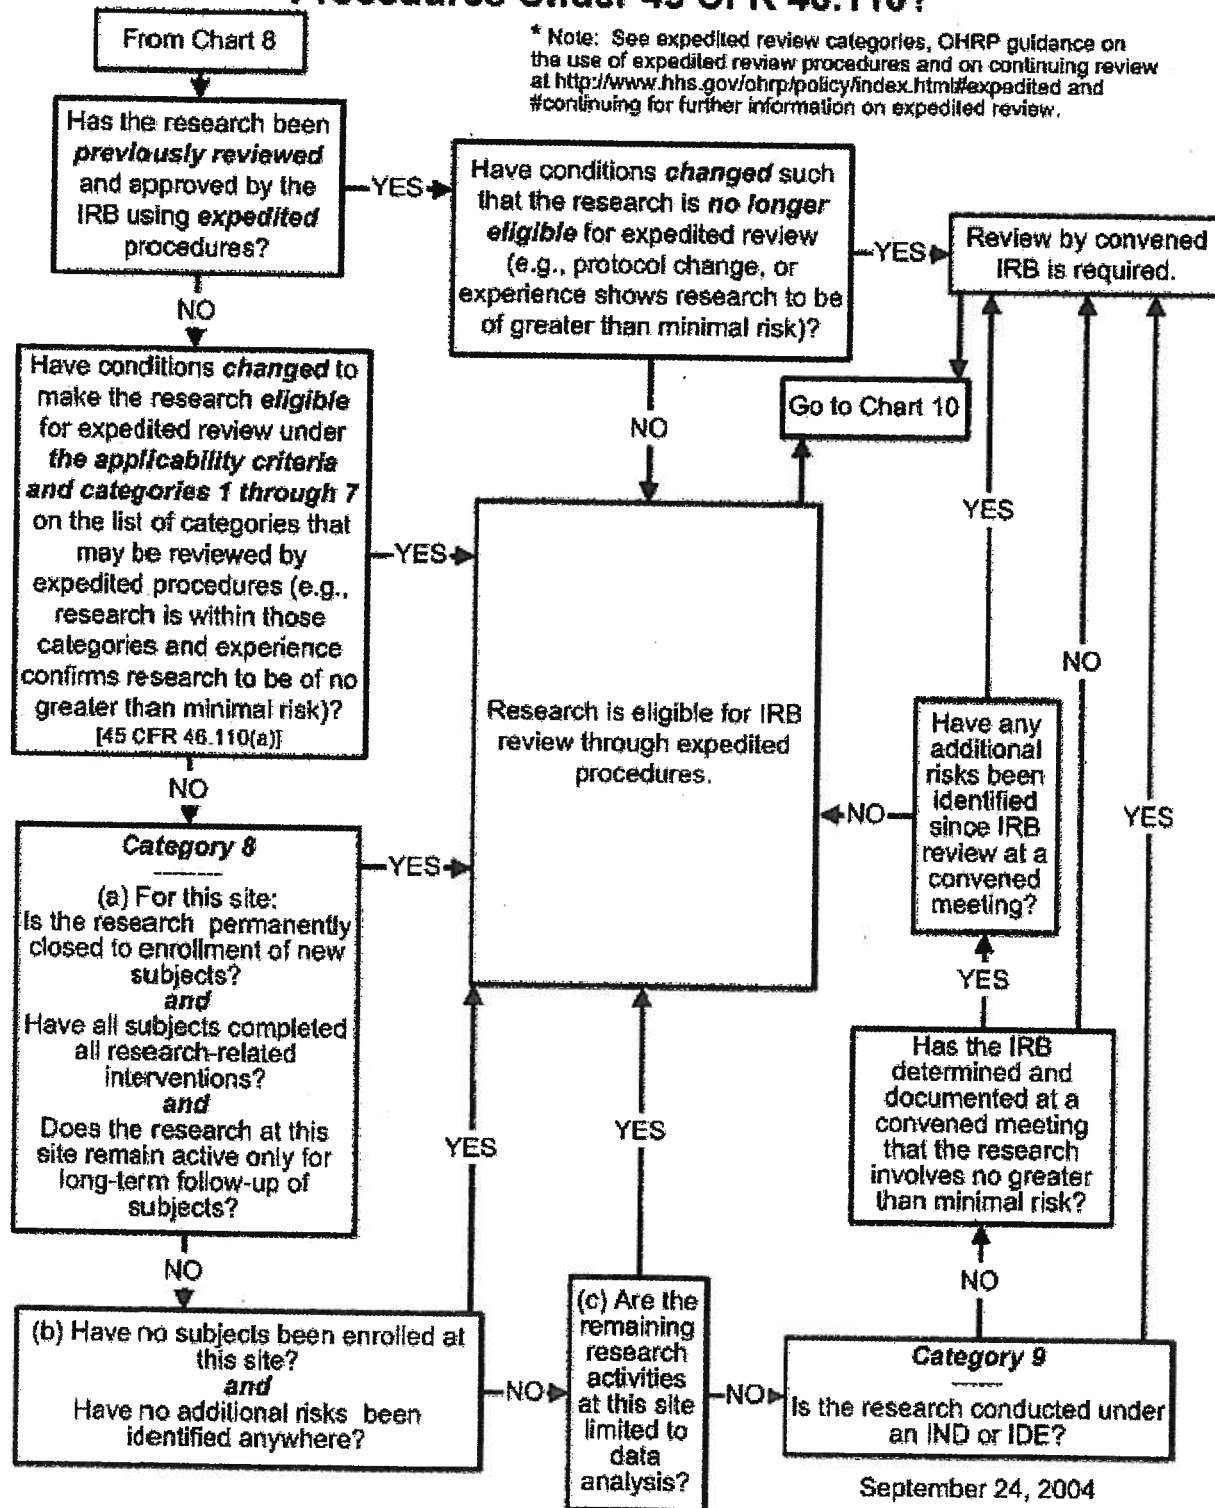 Procedures Under 45 CFR 46.110?
From Chart 8
* Note: See expedited review categories, OHRP guidance on
the use of expedited review procedures and on continuing review
at http://www.hhs.gov/ohrp/policy/index.html#expedited and
#continuing for further information on expedited review.
Has the research been
previously reviewed
and approved by the
IRB using expedited
procedures?
YES
Have conditions changed such
that the research is no longer
eligible for expedited review
(e.g., protocol change, or
experience shows research to be
of greater than minimal risk)?
YES
Review by convened
IRB is required.
NO
Have conditions changed to
make the research eligible
for expedited review under
the applicability criteria
and categories 1 through 7
on the list of categories that
may be reviewed by
expedited procedures (e.g.,
research is within those
categories and experience
confirms research to be of no
greater than minimal risk)?
[45 CFR 46.110(a)]
NO
Go to Chart 10
YES
YES
NO
Research is eligible for IRB
review through expedited
procedures.
NO
Have any
additional
risks been
identified
since IRB
review at a
convened
meeting?
YES
NO
Category 8
(a) For this site:
Is the research permanently
closed to enrollment of new
subjects?
and
Have all subjects completed
all research-related
interventions?
and
Does the research at this
site remain active only for
long-term follow-up of
subjects?
YES
YES
Has the IRB
determined and
documented at a
convened meeting
that the research
involves no greater
than minimal risk?
YES
YES
NO
NO
(b) Have no subjects been enrolled at
this site?
and
Have no additional risks been
identified anywhere?
NO
(c) Are the
remaining
research
activities
at this site
limited to
data
analysis?
NO
Category 9
Is the research conducted under
an IND or IDE?
September 24, 2004